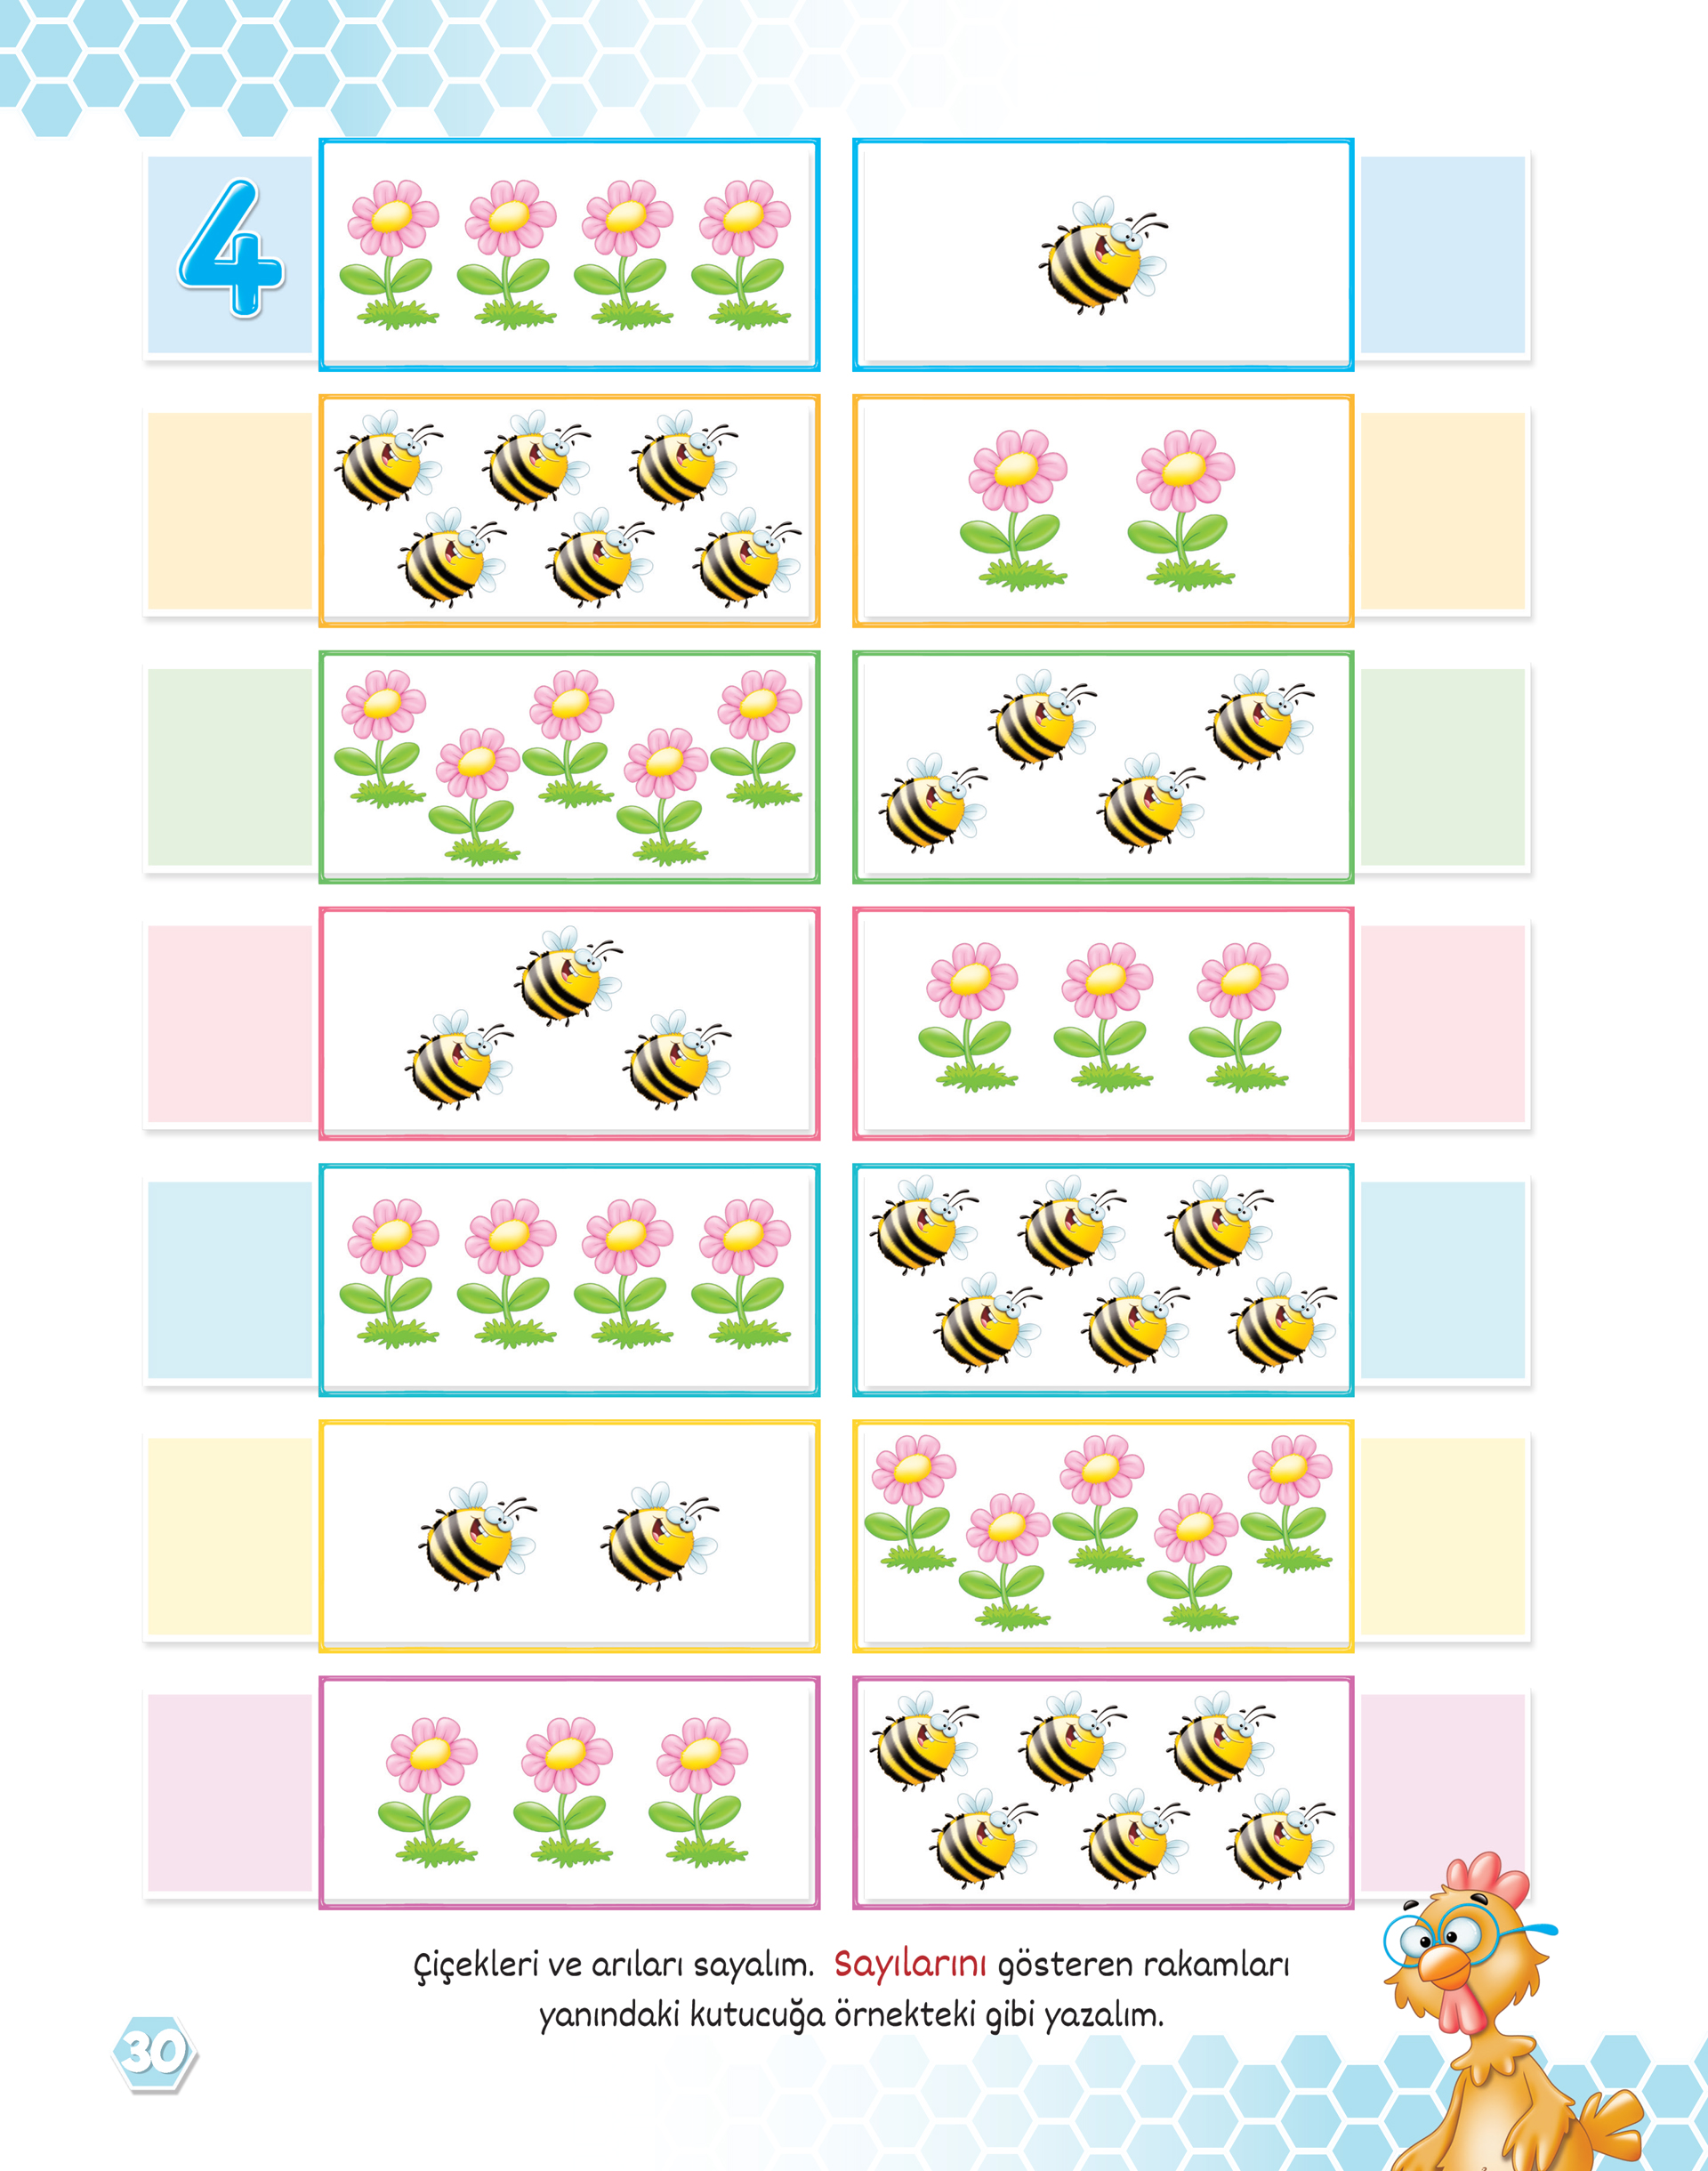 4
Çiçekleri ve arıları sayalım. Sayılarını gösteren rakamları
yanındaki kutucuğa örnekteki gibi yazalım.
30